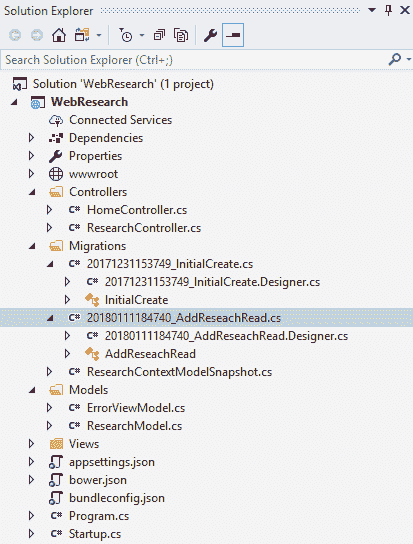 Solution Explorer
Search Solution Explorer (Ctrl+;)
Solution 'WebResearch' (1 project)
WebResearch
Connected Services
Dependencies
Properties
wwwroot
Controllers
C# HomeController.cs
C# ResearchController.cs
Migrations
C# 20171231153749_InitialCreate.cs
C# 20171231153749_InitialCreate.Designer.cs
InitialCreate
C# 20180111184740_AddReseachRead.cs
C# 20180111184740_AddReseachRead.Designer.cs
AddReseachRead
C# ResearchContextModelSnapshot.cs
Models
C# ErrorViewModel.cs
C# ResearchModel.cs
Views
appsettings.json
bower.json
bundleconfig.json
C# Program.cs
C# Startup.cs